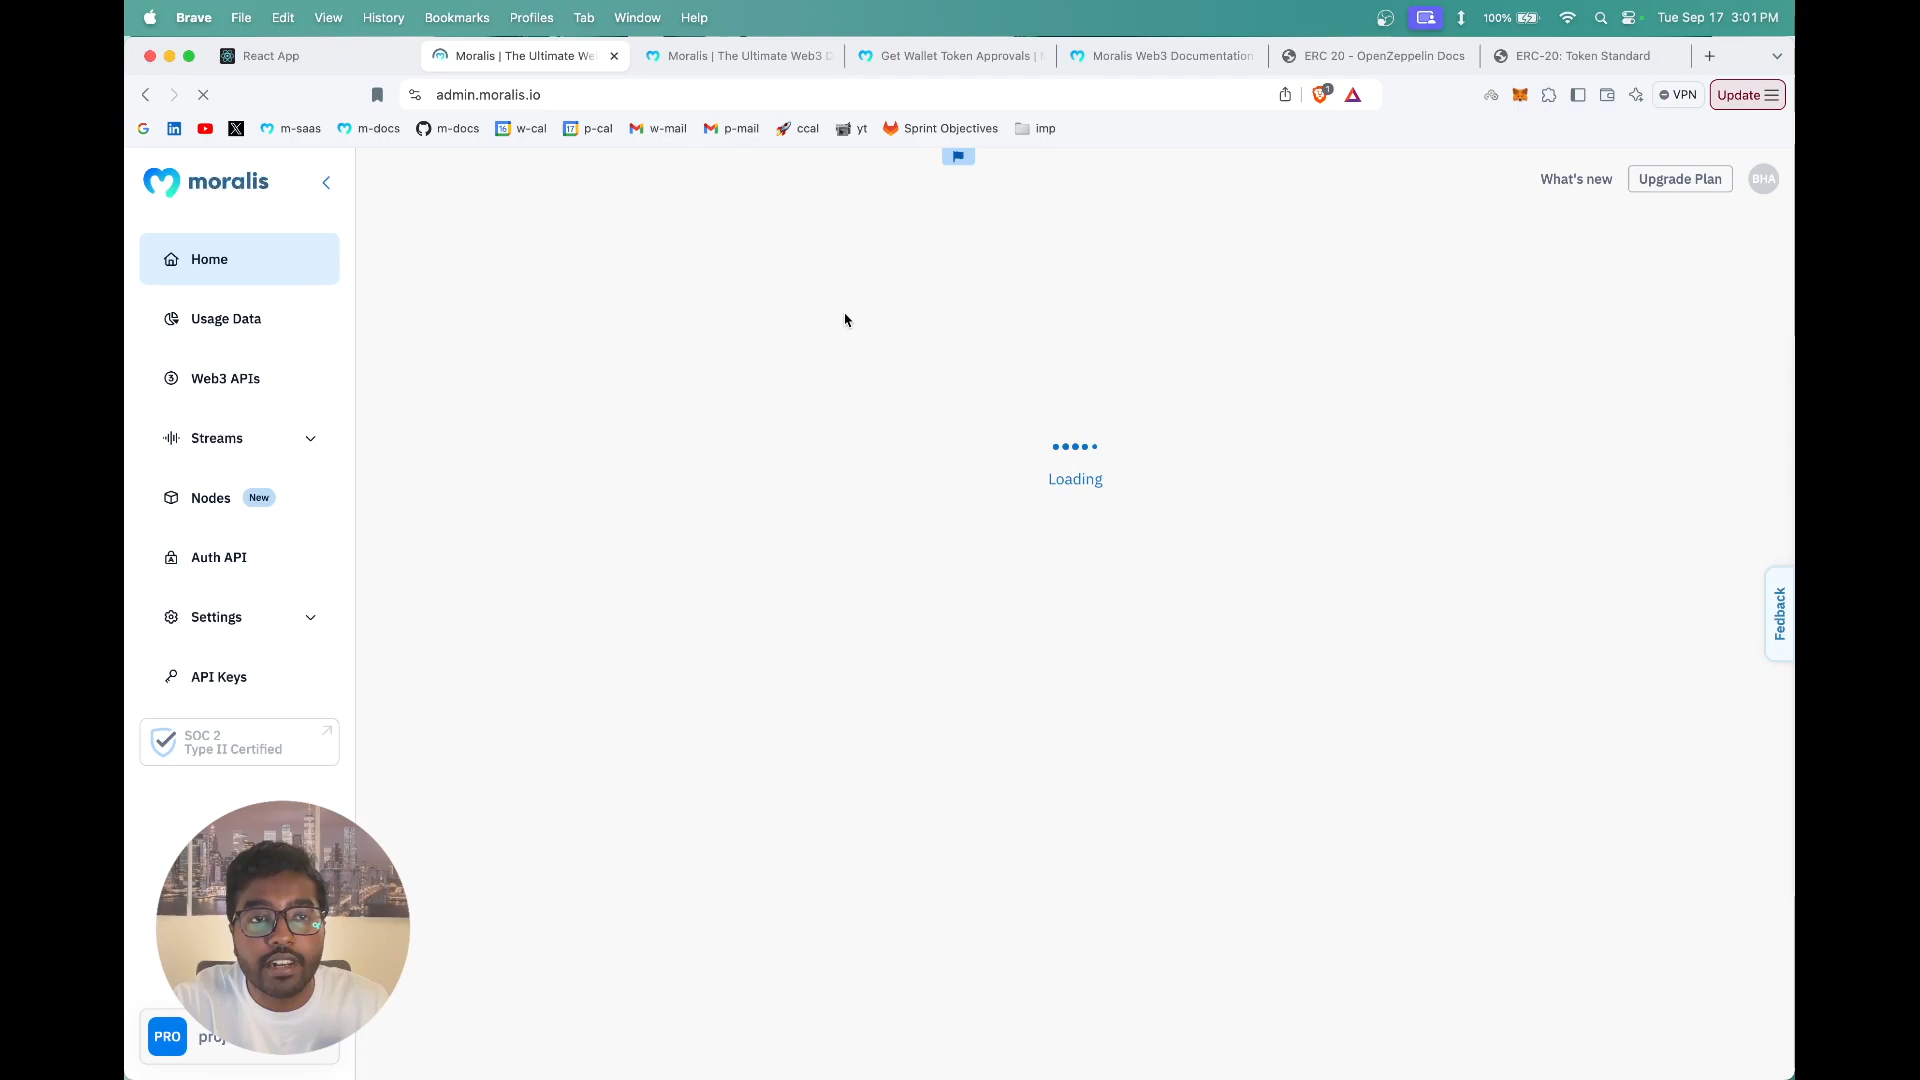 Brave File Edit View History Bookmarks Profiles Tab Window Help 100% Tue Sep 17 3:01 PM
React App Moralis | The Ultimate We Moralis | The Ultimate Web3 D Get Wallet Token Approvals | Moralis Web3 Documentation ERC 20 - OpenZeppelin Docs ERC-20: Token Standard
admin.moralis.io 1 VPN Update
m-saas m-docs m-docs 16 w-cal 17 p-cal w-mail p-mail ccal yt Sprint Objectives imp
moralis What's new Upgrade Plan BHA
Home
Usage Data
Web3 APIs
Streams
Loading
Nodes New
Auth API
Feedback
Settings
API Keys
SOC 2
Type II Certified
PRO proj